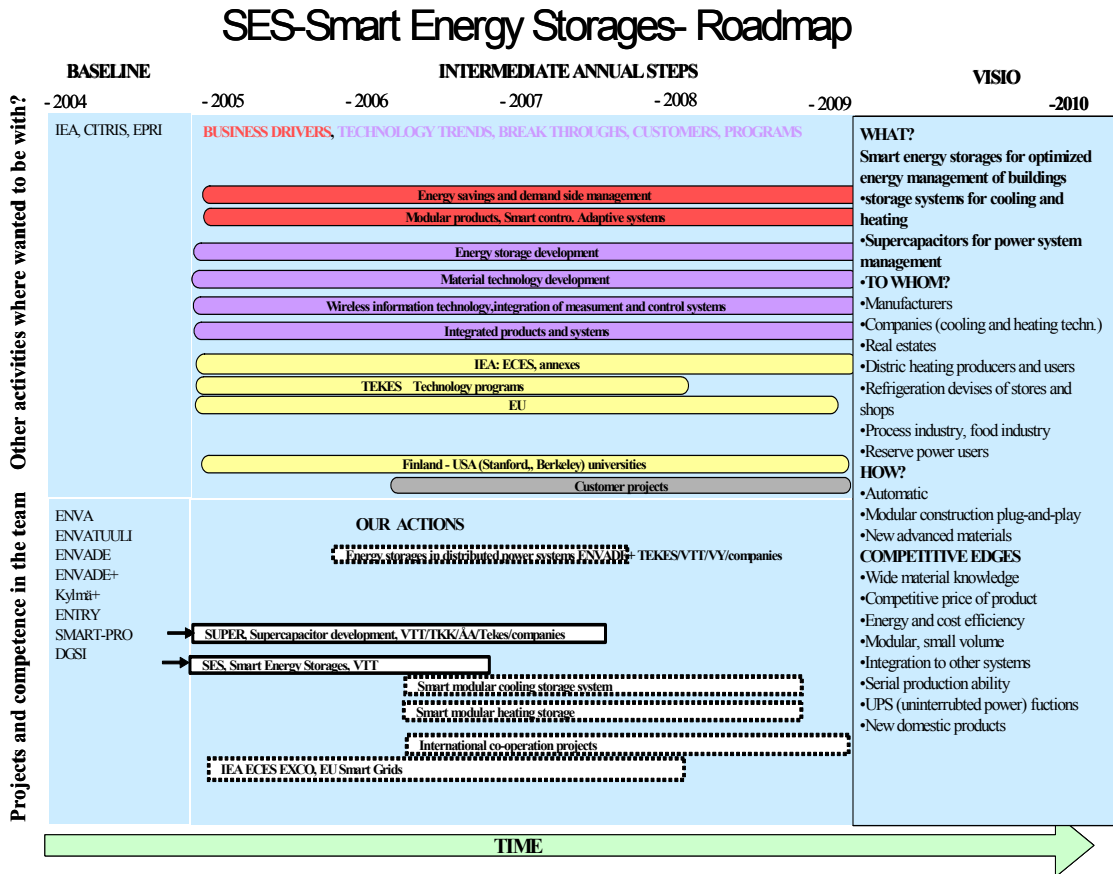 SES-Smart Energy Storages- Roadmap
BASELINE
INTERMEDIATE ANNUAL STEPS
VISIO
- 2004
- 2005
- 2006
- 2007
- 2008
- 2009
-2010
Other activities where wanted to be with?
IEA, CITRIS, EPRI
BUSINESS DRIVERS, TECHNOLOGY TRENDS, BREAK THROUGHS, CUSTOMERS, PROGRAMS
Energy savings and demand side management
Modular products, Smart contro. Adaptive systems
Energy storage development
Material technology development
Wireless information technology,integration of measument and control systems
Integrated products and systems
IEA: ECES, annexes
TEKES Technology programs
EU
Finland - USA (Stanford,, Berkeley) universities
Customer projects
Projects and competence in the team
ENVA
ENVATUULI
ENVADE
ENVADE+
Kylmä+
ENTRY
SMART-PRO
DGSI
OUR ACTIONS
Energy storages in distributed power systems ENVADE+ TEKES/VTT/VY/companies
SUPER, Supercapacitor development, VTT/TKK/ÅA/Tekes/companies
SES, Smart Energy Storages, VTT
Smart modular cooling storage system
Smart modular heating storage
International co-operation projects
IEA ECES EXCO, EU Smart Grids
WHAT?
Smart energy storages for optimized
energy management of buildings
•storage systems for cooling and
heating
•Supercapacitors for power system
management
•TO WHOM?
•Manufacturers
•Companies (cooling and heating techn.)
•Real estates
•Distric heating producers and users
•Refrigeration devises of stores and
shops
•Process industry, food industry
•Reserve power users
HOW?
•Automatic
•Modular construction plug-and-play
•New advanced materials
COMPETITIVE EDGES
•Wide material knowledge
•Competitive price of product
•Energy and cost efficiency
•Modular, small volume
•Integration to other systems
•Serial production ability
•UPS (uninterrubted power) fuctions
•New domestic products
TIME